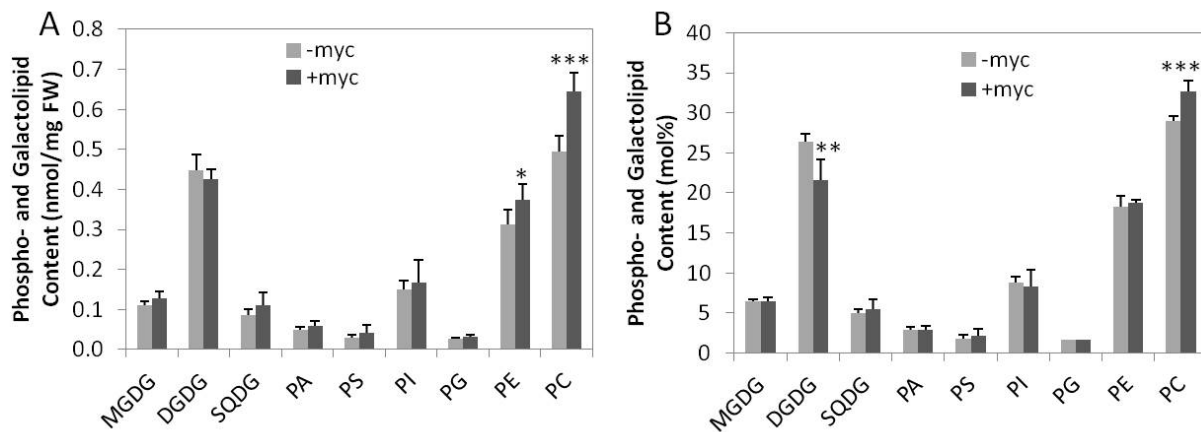 A
Phospho- and Galactolipid
Content (nmol/mg FW)
0.8
0.7
0.6
0.5
0.4
0.3
0.2
0.1
0.0
-myc
+myc
*
***
MGDG
DGDG
SQDG
PA
PS
PI
PG
PE
PC
B
Phospho- and Galactolipid
Content (mol%)
40
35
30
25
20
15
10
5
0
-myc
+myc
**
***
MGDG
DGDG
SQDG
PA
PS
PI
PG
PE
PC